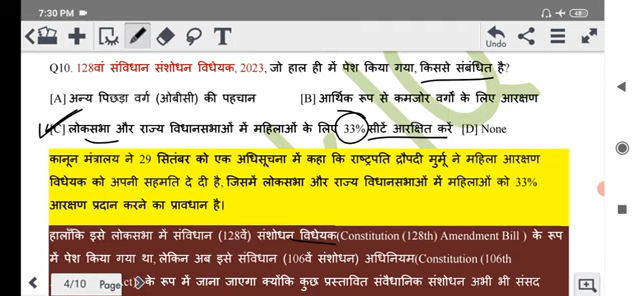 7:30 PM
48
Undo
Q10. 128वां संविधान संशोधन विधेयक, 2023, जो हाल ही में पेश किया गया, किससे संबंधित है?
[A] अन्य पिछड़ा वर्ग (ओबीसी) की पहचान [B] आर्थिक रूप से कमजोर वर्गो के लिए आरक्षण
[C] लोकसभा और राज्य विधानसभाओं में महिलाओं के लिए 33% सीटें आरक्षित करें [D] None
कानून मंत्रालय ने 29 सितंबर को एक अधिसूचना में कहा कि राष्ट्रपति द्रौपदी मुर्मू ने महिला आरक्षण
विधेयक को अपनी सहमति दे दी है, जिसमें लोकसभा और राज्य विधानसभाओं में महिलाओं को 33%
आरक्षण प्रदान करने का प्रावधान है।
हालाँकि इसे लोकसभा में संविधान (128वें) संशोधन विधेयक(Constitution (128th) Amendment Bill) के रूप
में पेश किया गया था, लेकिन अब इसे संविधान (106वें संशोधन) अधिनियम(Constitution (106th
4/10 Page
ct) के रूप में जाना जाएगा क्योंकि कुछ प्रस्तावित संवैधानिक संशोधन अभी भी संसद